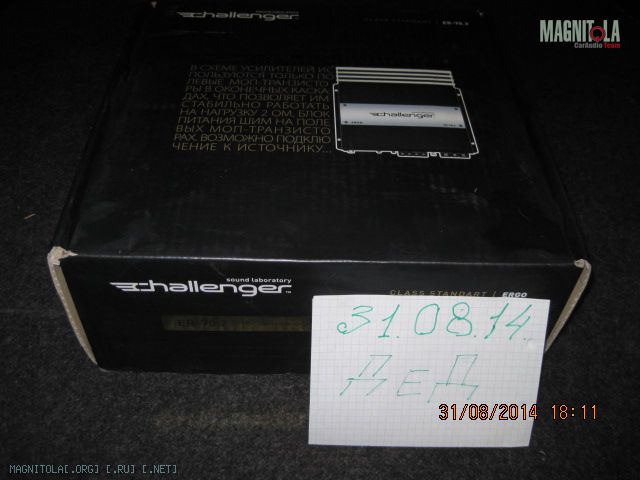 MAGNITOLA
CarAudio Team
challenger
CLASS STANDART
В СХЕМЕ УСИЛИТЕЛЕЙ ИС
ПОЛЬЗУЮТСЯ ТОЛЬКО ПО
ЛЕВЫЕ МОП-ТРАНЗИСТО
РЫ В ОКОНЕЧНЫХ КАСКА
ДАХ, ЧТО ПОЗВОЛЯЕТ ИМ
СТАБИЛЬНО РАБОТАТЬ
НА НАГРУЗКУ 2 ОМ. БЛОК
ПИТАНИЯ ШИМ НА ПОЛЕ
ВЫХ МОП-ТРАНЗИСТО
РАХ. ВОЗМОЖНО ПОДКЛЮ
ЧЕНИЕ К ИСТОЧНИКУ...
challenger
sound laboratory
challenger™
CLASS STANDART | ERGO
31.08.14.
ДЕД
31/08/2014 18:11
MAGNITOLA[.ORG] [.RU] [.NET]